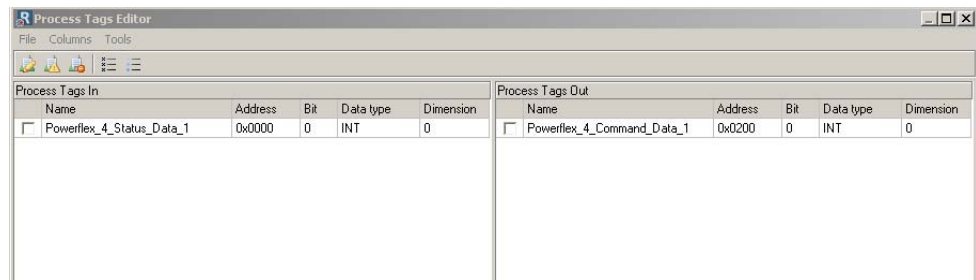 Process Tags Editor
File Columns Tools
Process Tags In
Name Address Bit Data type Dimension
Powerflex_4_Status_Data_1 0x0000 0 INT 0
Process Tags Out
Name Address Bit Data type Dimension
Powerflex_4_Command_Data_1 0x0200 0 INT 0